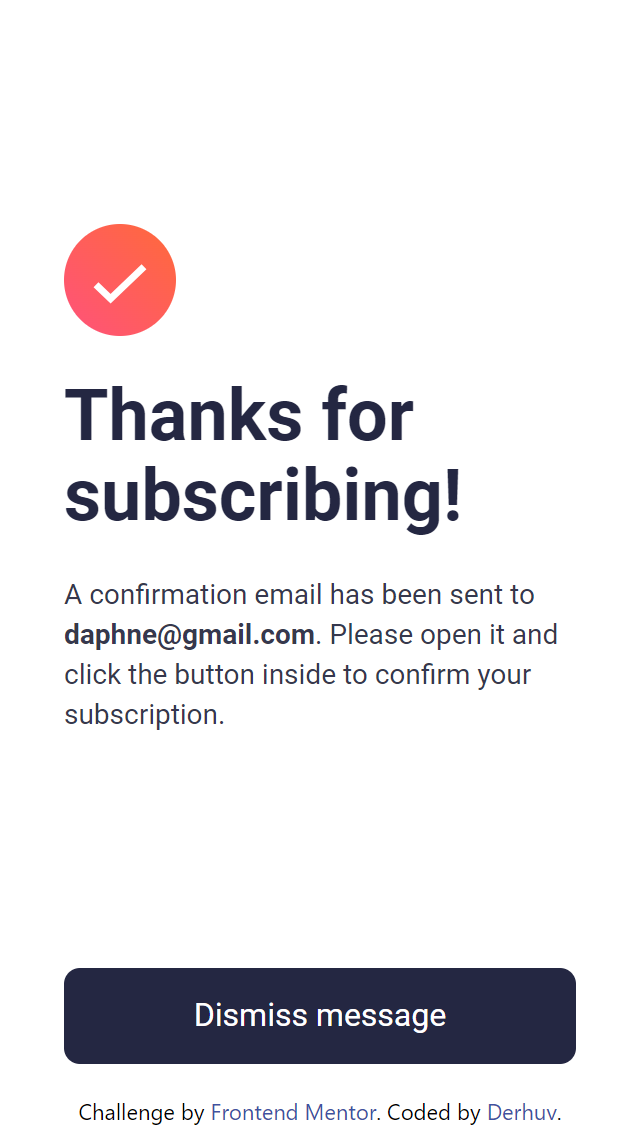 Thanks for
subscribing!
A confirmation email has been sent to
daphne@gmail.com. Please open it and
click the button inside to confirm your
subscription.
Dismiss message
Challenge by Frontend Mentor. Coded by Derhuv.